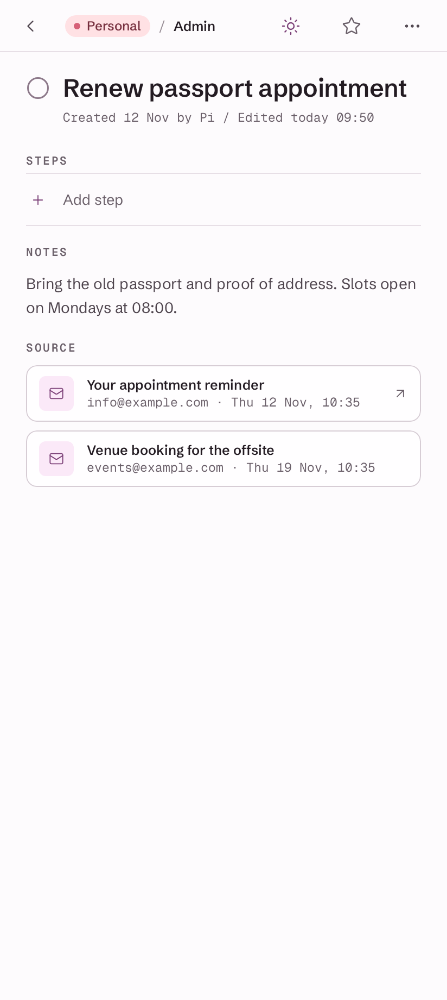 Personal / Admin
Renew passport appointment
Created 12 Nov by Pi / Edited today 09:50
STEPS
+ Add step
NOTES
Bring the old passport and proof of address. Slots open
on Mondays at 08:00.
SOURCE
Your appointment reminder
info@example.com · Thu 12 Nov, 10:35
Venue booking for the offsite
events@example.com · Thu 19 Nov, 10:35